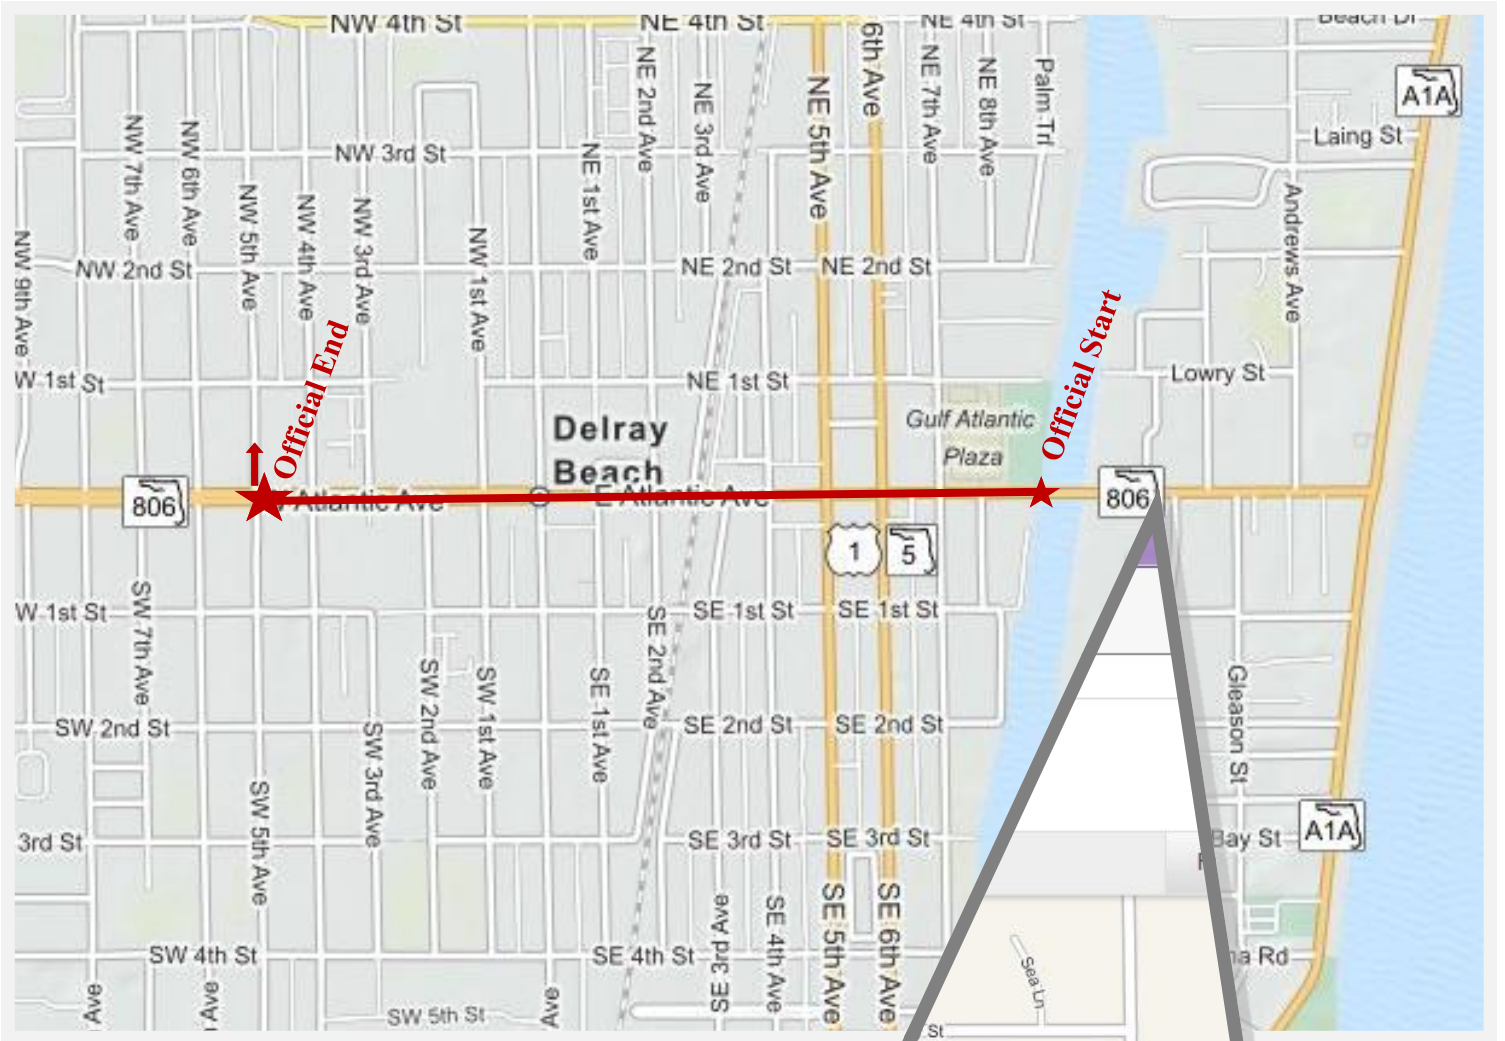 NW 4th St
NE 4th St
NE 4th St
Beach Dr
6th Ave
NE 5th Ave
NE 2nd Ave
NE 3rd Ave
NE 7th Ave
NE 8th Ave
Palm Trl
A1A
Laing St
NW 7th Ave
NW 6th Ave
NW 3rd St
NE 1st Ave
NW 5th Ave
NW 4th Ave
NW 3rd Ave
NW 1st Ave
Andrews Ave
NW 9th Ave
NW 2nd St
NE 2nd St
NE 2nd St
Official End
Official Start
W 1st St
NE 1st St
Lowry St
Delray
Beach
Gulf Atlantic
Plaza
806
Atlantic Ave
E Atlantic Ave
806
1
5
W 1st St
SW 7th Ave
SE 2nd Ave
SE 1st St
SE 1st St
SW 2nd St
SW 2nd Ave
SW 1st Ave
SE 1st Ave
SE 2nd St
SE 2nd St
Gleason St
SW 3rd Ave
SW 5th Ave
3rd St
SE 3rd St
SE 3rd St
Bay St
A1A
SE 3rd Ave
SE 4th Ave
SE 5th Ave
SE 6th Ave
SW 4th St
SE 4th St
na Rd
Sea Ln
Ave
Ave
Ave
SW 5th St
St